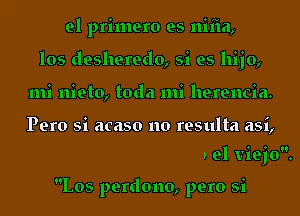 el primero es niña,
los desheredo, si es hijo,
mi nieto, toda mi herencia.
Pero si acaso no resulta así,
el viejo".
"Los perdono, pero si